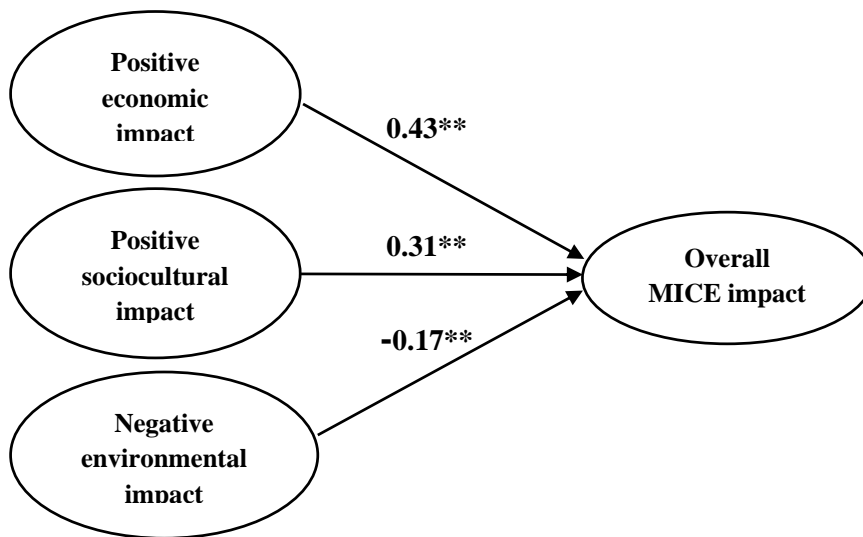 Positive
economic
impact
0.43**
Positive
sociocultural
impact
0.31**
Overall
MICE impact
-0.17**
Negative
environmental
impact